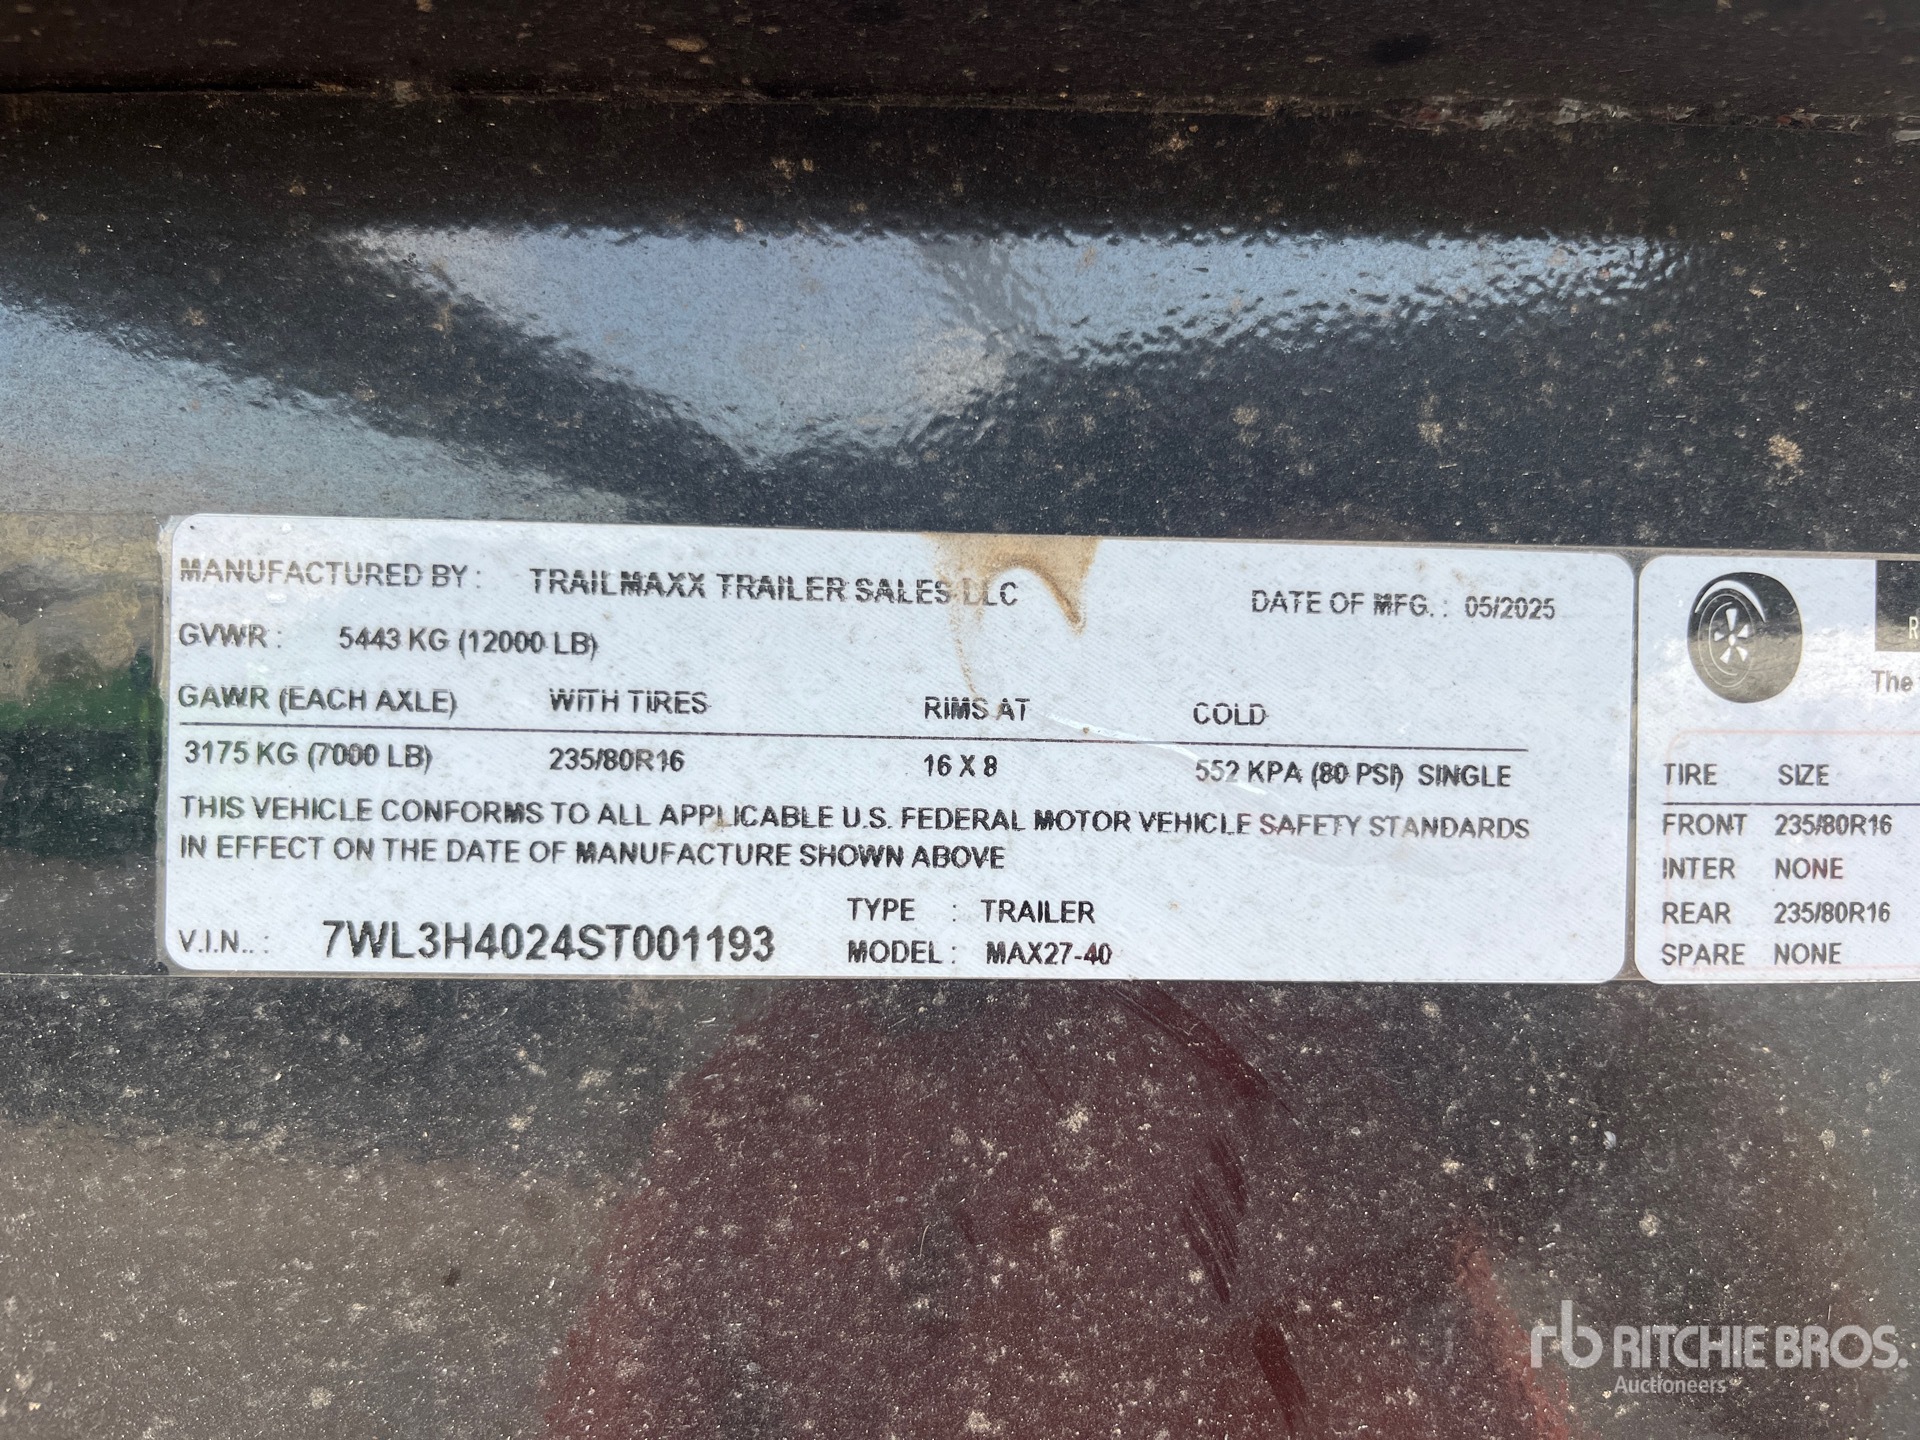 MANUFACTURED BY : TRAILMAXX TRAILER SALES LLC DATE OF MFG. : 05/2025
GVWR : 5443 KG (12000 LB)
GAWR (EACH AXLE) WITH TIRES RIMS AT COLD
3175 KG (7000 LB) 235/80R16 16 X 8 552 KPA (80 PSI) SINGLE
THIS VEHICLE CONFORMS TO ALL APPLICABLE U.S. FEDERAL MOTOR VEHICLE SAFETY STANDARDS
IN EFFECT ON THE DATE OF MANUFACTURE SHOWN ABOVE
TYPE : TRAILER
V.I.N.. : 7WL3H4024ST001193 MODEL : MAX27-40
The
TIRE SIZE
FRONT 235/80R16
INTER NONE
REAR 235/80R16
SPARE NONE
rb RITCHIE BROS.
Auctioneers